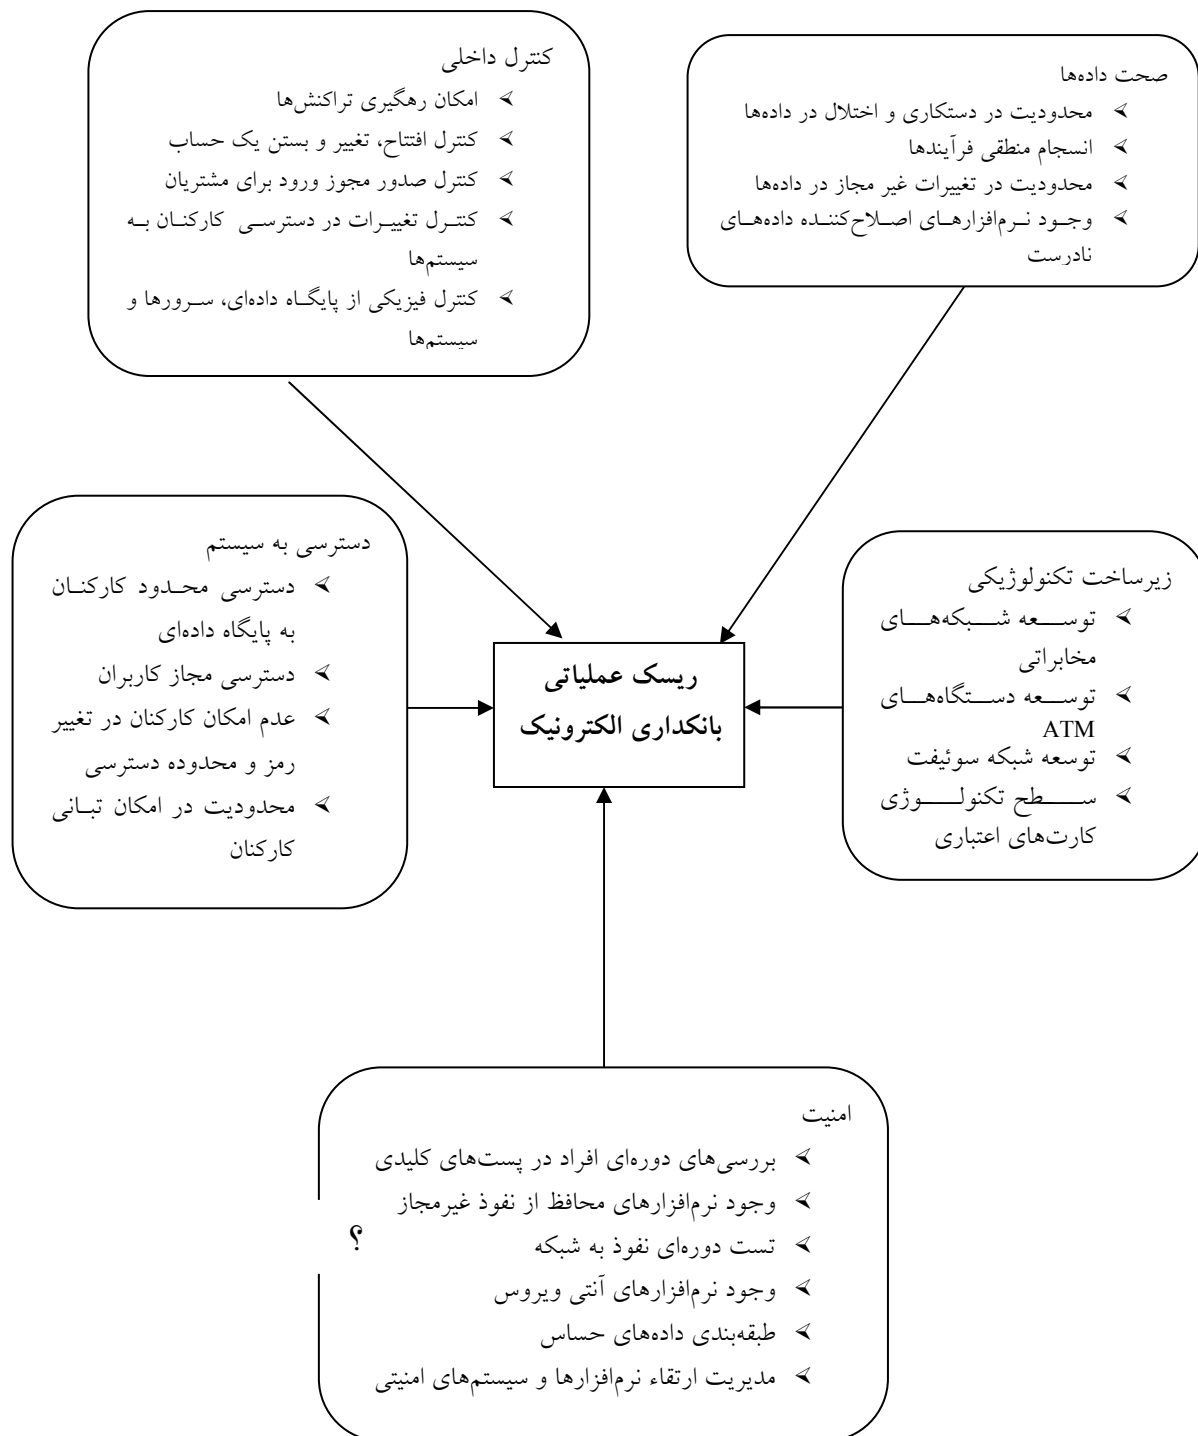 کنترل داخلی
امکان رهگیری تراکنش‌ها
کنترل افتتاح، تغییر و بستن یک حساب
کنترل صدور مجوز ورود برای مشتریان
کنترل تغییرات در دسترسی کارکنان به
سیستم‌ها
کنترل فیزیکی از پایگاه داده‌ای، سرورها و
سیستم‌ها
صحت داده‌ها
محدودیت در دستکاری و اختلال در داده‌ها
انسجام منطقی فرآیندها
محدودیت در تغییرات غیر مجاز در داده‌ها
وجود نرم‌افزارهای اصلاح‌کننده داده‌های
نادرست
دسترسی به سیستم
دسترسی محدود کارکنان
به پایگاه داده‌ای
دسترسی مجاز کاربران
عدم امکان کارکنان در تغییر
رمز و محدوده دسترسی
محدودیت در امکان تبانی
کارکنان
ریسک عملیاتی
بانکداری الکترونیک
زیرساخت تکنولوژیکی
توسعه شبکه‌های
مخابراتی
توسعه دستگاه‌های
ATM
توسعه شبکه سوئیفت
سطح تکنولوژی
کارت‌های اعتباری
امنیت
بررسی‌های دوره‌ای افراد در پست‌های کلیدی
وجود نرم‌افزارهای محافظ از نفوذ غیرمجاز
تست دوره‌ای نفوذ به شبکه
؟
وجود نرم‌افزارهای آنتی ویروس
طبقه‌بندی داده‌های حساس
مدیریت ارتقاء نرم‌افزارها و سیستم‌های امنیتی